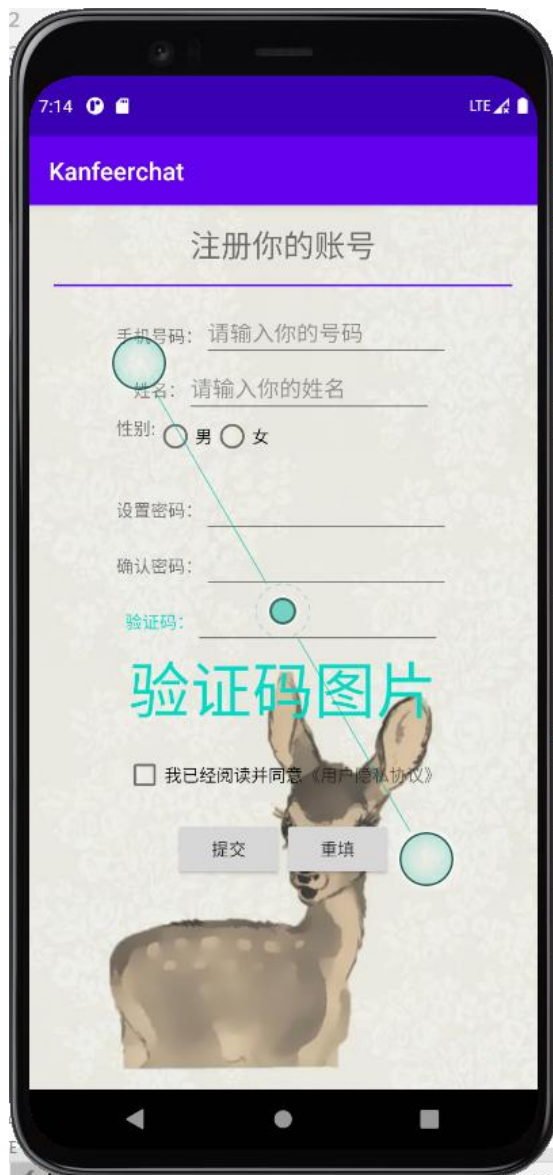 2
3
7:14
LTE
Kanfeerchat
注册你的账号
手机号码： 请输入你的号码
姓名： 请输入你的姓名
性别: 男 女
设置密码：
确认密码：
验证码：
验证码图片
我已经阅读并同意《用户隐私协议》
提交 重填
E